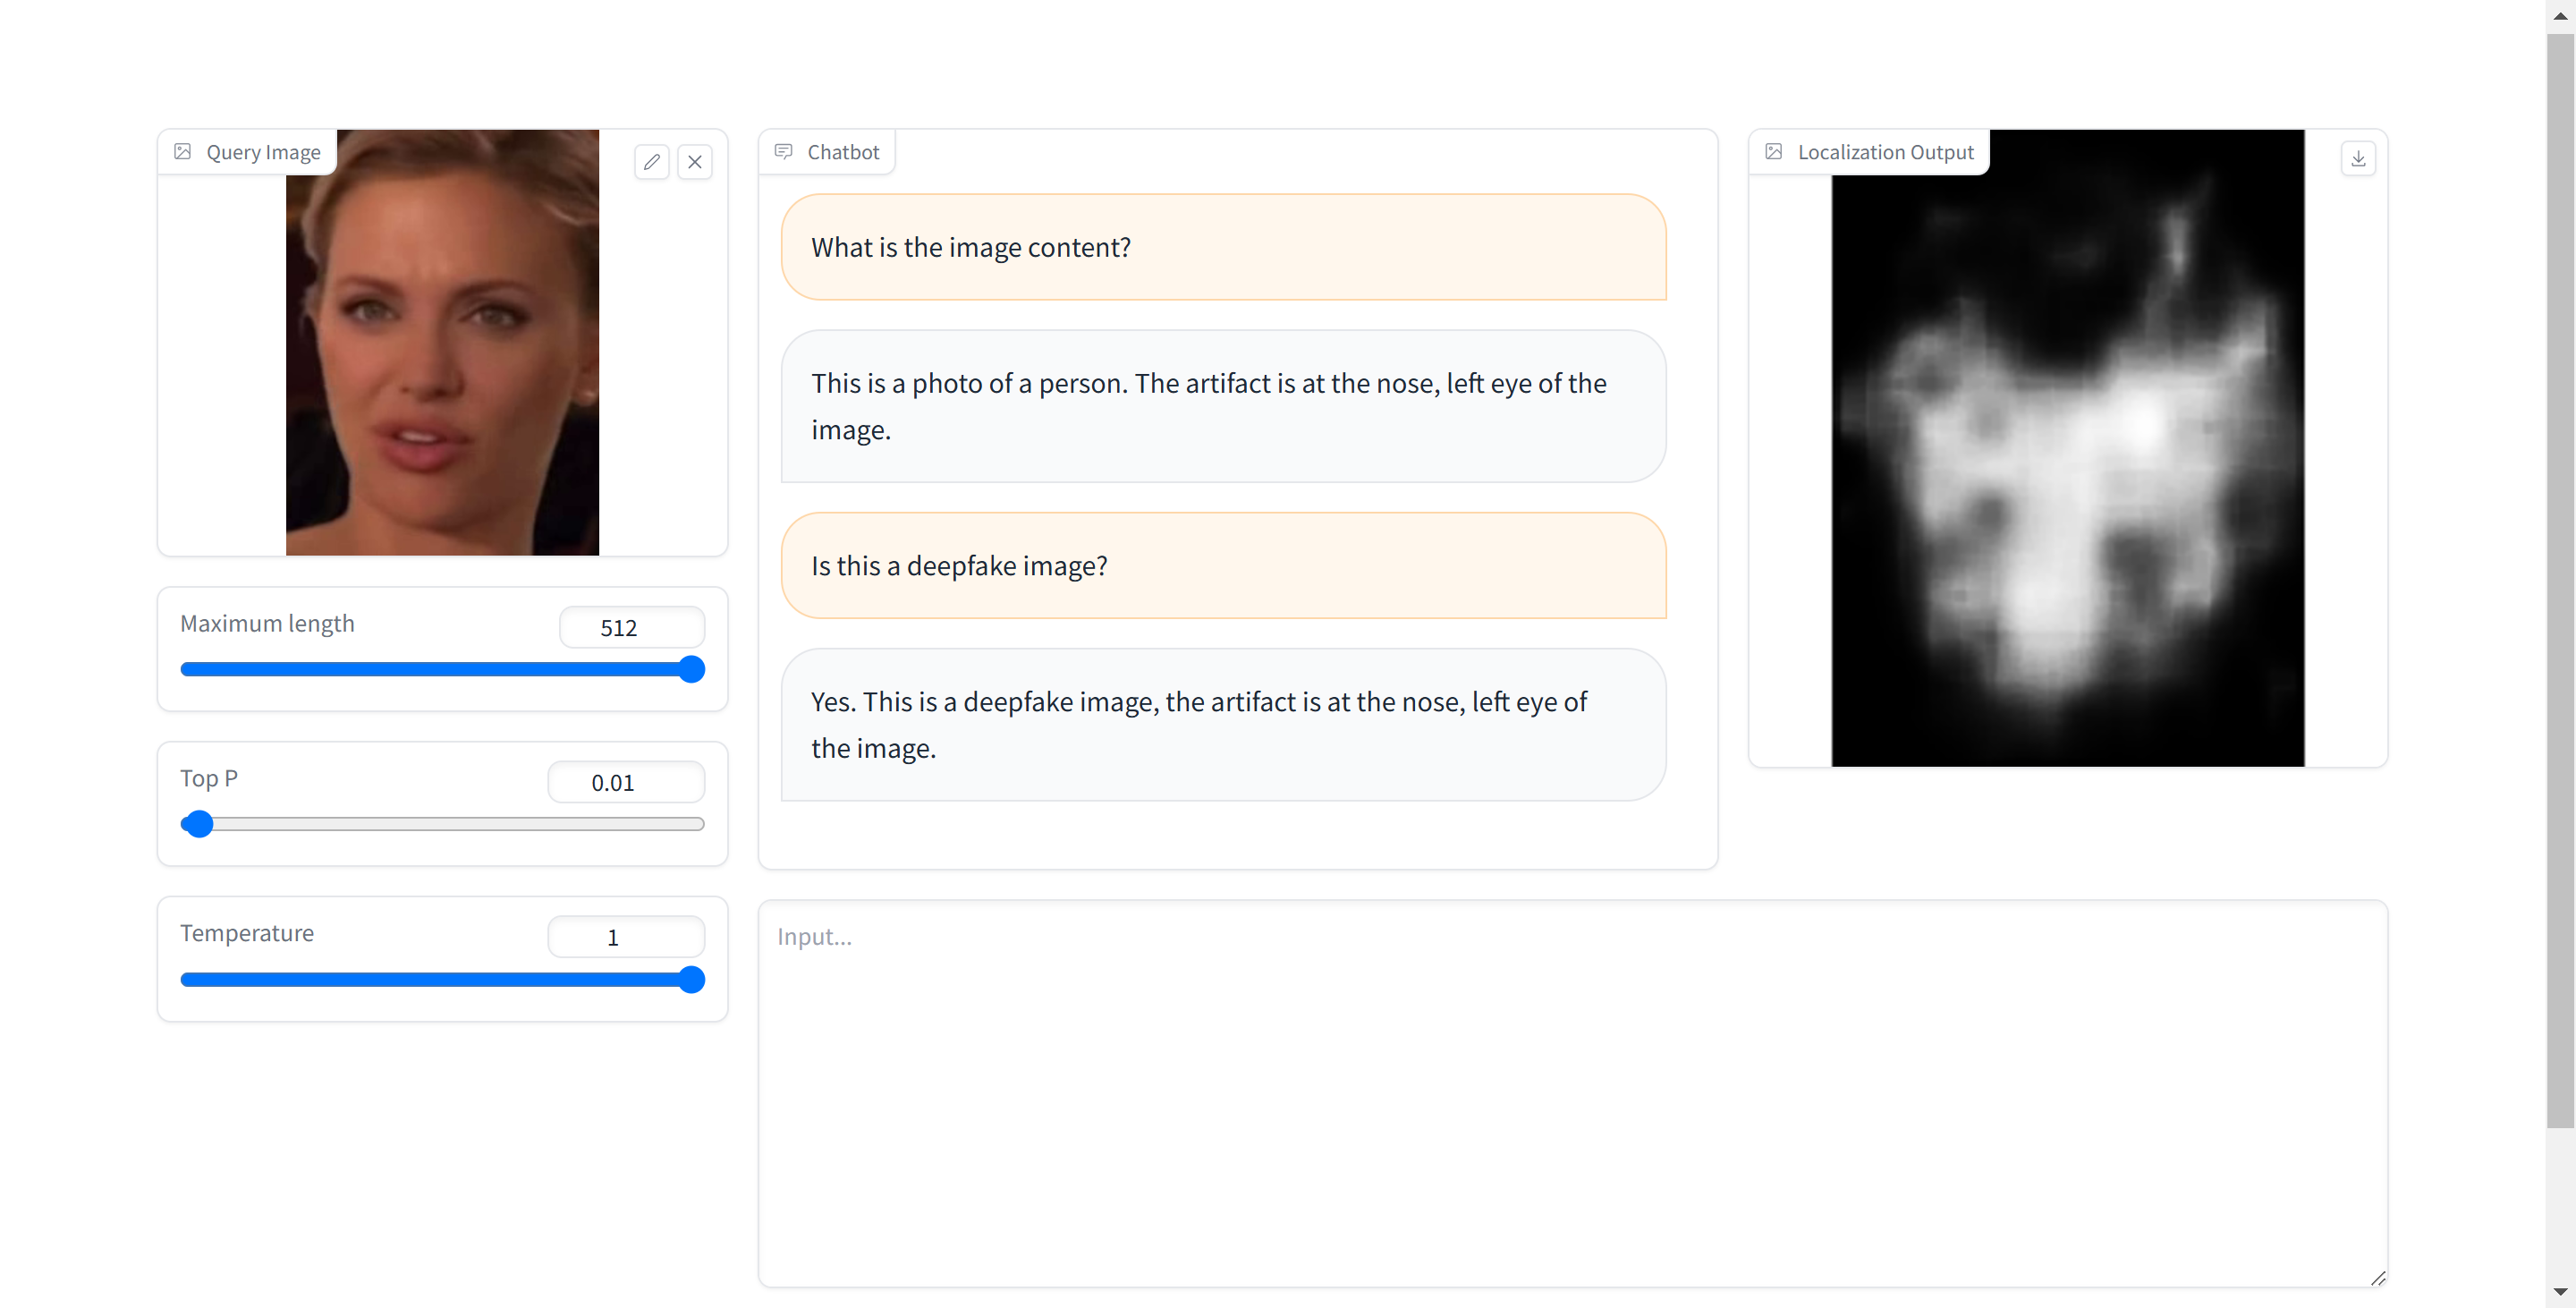 Query Image
Maximum length
512
Top P
0.01
Temperature
1
Chatbot
What is the image content?
This is a photo of a person. The artifact is at the nose, left eye of the
image.
Is this a deepfake image?
Yes. This is a deepfake image, the artifact is at the nose, left eye of
the image.
Input...
Localization Output